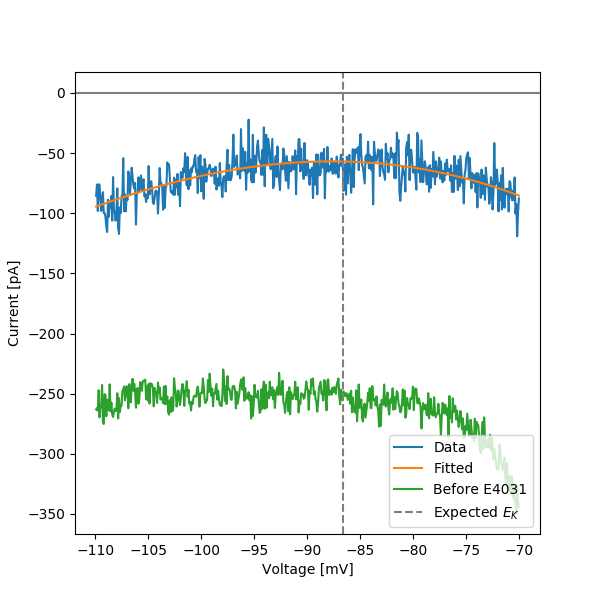 0
−50
−100
−150
−200
−250
−300
−350
Current [pA]
Data
Fitted
Before E4031
Expected E_K
−110
−105
−100
−95
−90
−85
−80
−75
−70
Voltage [mV]